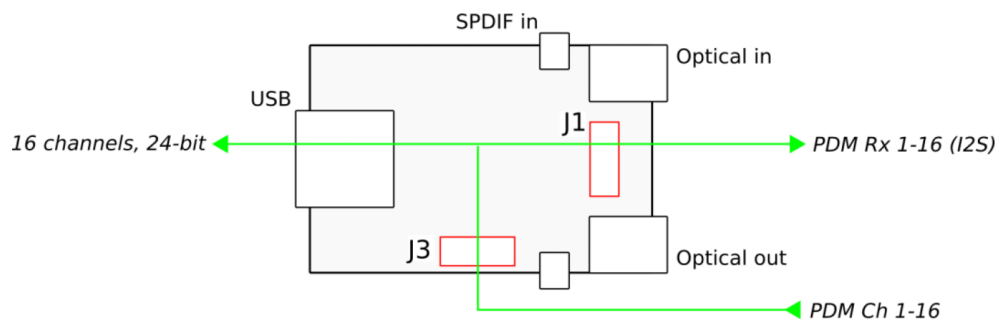 SPDIF in
Optical in
USB
J1
16 channels, 24-bit
PDM Rx 1-16 (I2S)
J3
Optical out
PDM Ch 1-16